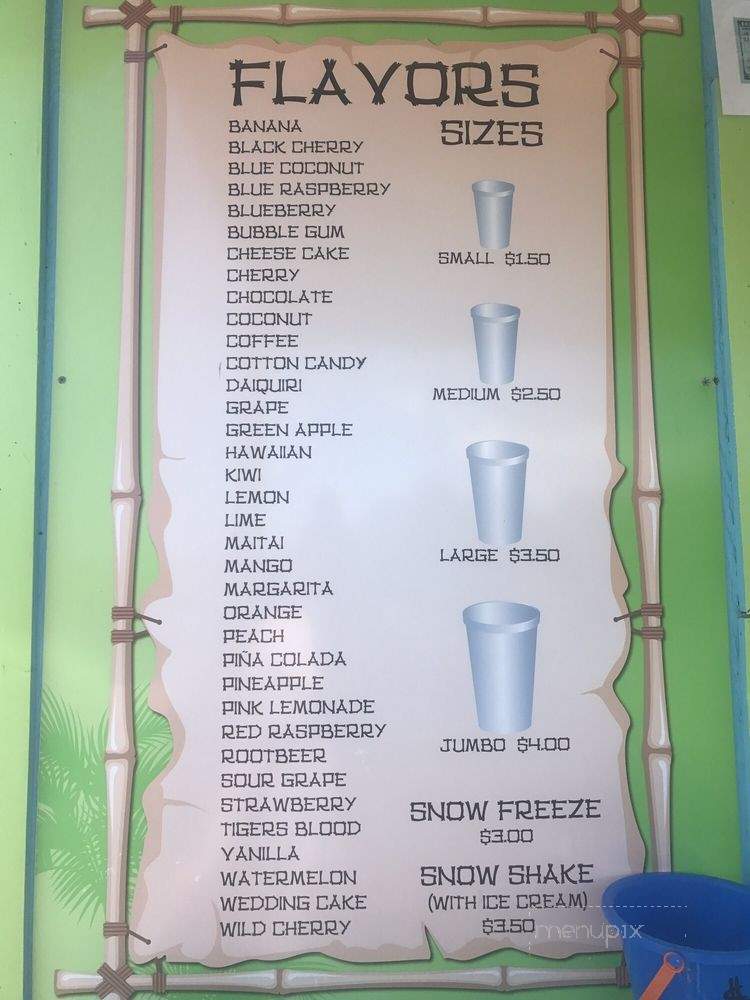 FLAVORS
BANANA
BLACK CHERRY
BLUE COCONUT
BLUE RASPBERRY
BLUEBERRY
BUBBLE GUM
CHEESE CAKE
CHERRY
CHOCOLATE
COCONUT
COFFEE
COTTON CANDY
DAIQUIRI
GRAPE
GREEN APPLE
HAWAIIAN
KIWI
LEMON
LIME
MAITAI
MANGO
MARGARITA
ORANGE
PEACH
PIÑA COLADA
PINEAPPLE
PINK LEMONADE
RED RASPBERRY
ROOTBEER
SOUR GRAPE
STRAWBERRY
TIGERS BLOOD
VANILLA
WATERMELON
WEDDING CAKE
WILD CHERRY
SIZES
SMALL $1.50
MEDIUM $2.50
LARGE $3.50
JUMBO $4.00
SNOW FREEZE
$3.00
SNOW SHAKE
(WITH ICE CREAM)
$3.50
menupix